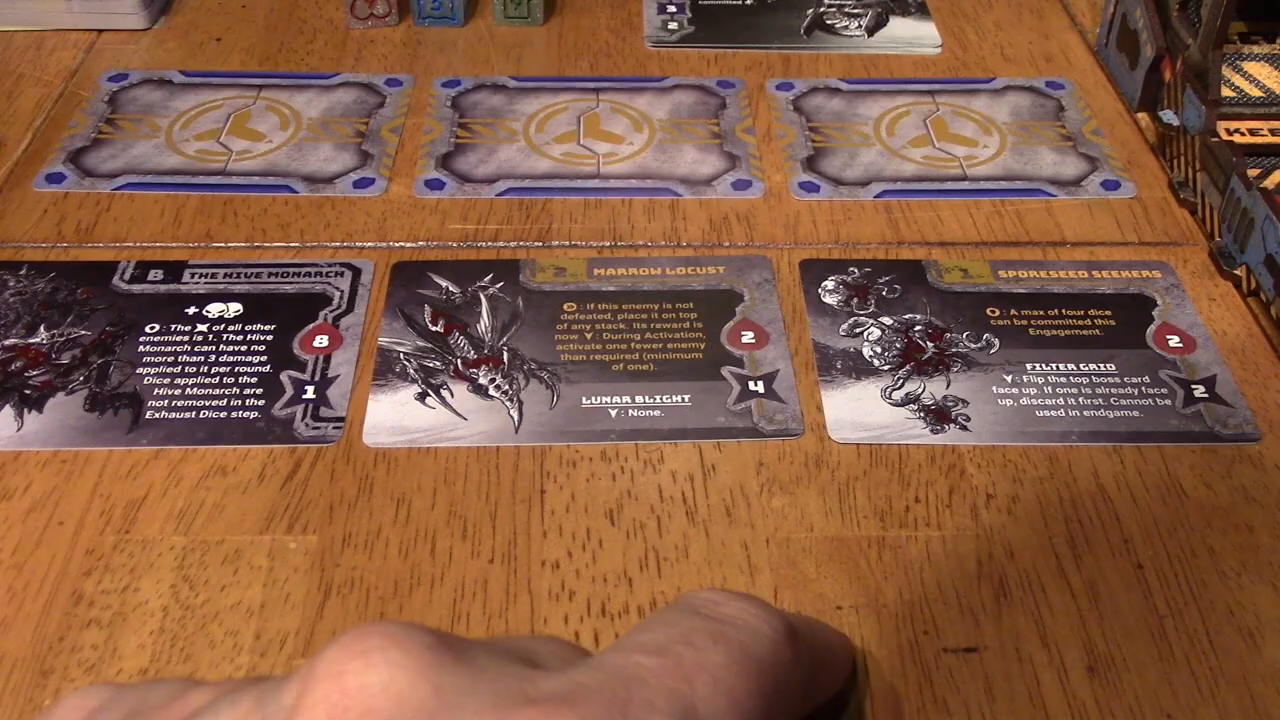 committed
3
2
KEE
B THE HIVE MONARCH
+
: The of all other
enemies is 1. The Hive
Monarch can have no
more than 3 damage
applied to it per round.
Dice applied to the
Hive Monarch are
not removed in the
Exhaust Dice step.
8
1
MARROW LOCUST
: If this enemy is not
defeated, place it on top
of any stack. Its reward is
now : During Activation,
activate one fewer enemy
than required (minimum
of one).
LUNAR BLIGHT
: None.
2
4
SPORESEED SEEKERS
: A max of four dice
can be committed this
Engagement.
FILTER GRID
: Flip the top boss card
face up. If one is already face
up, discard it first. Cannot be
used in endgame.
2
2